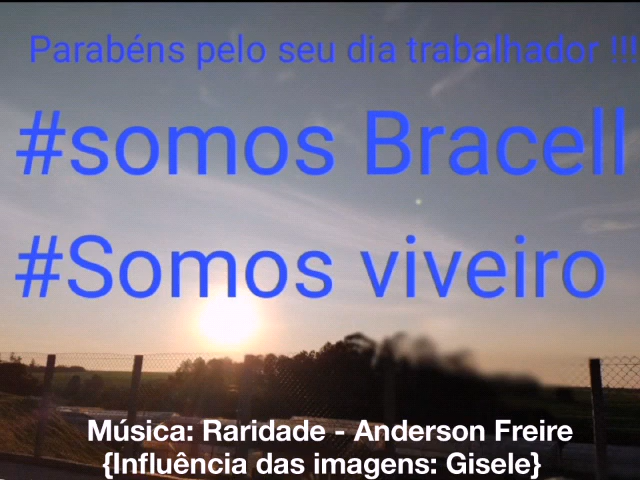 Parabéns pelo seu dia trabalhador !!!
#somos Bracell
#Somos viveiro
Música: Raridade - Anderson Freire
{Influência das imagens: Gisele}